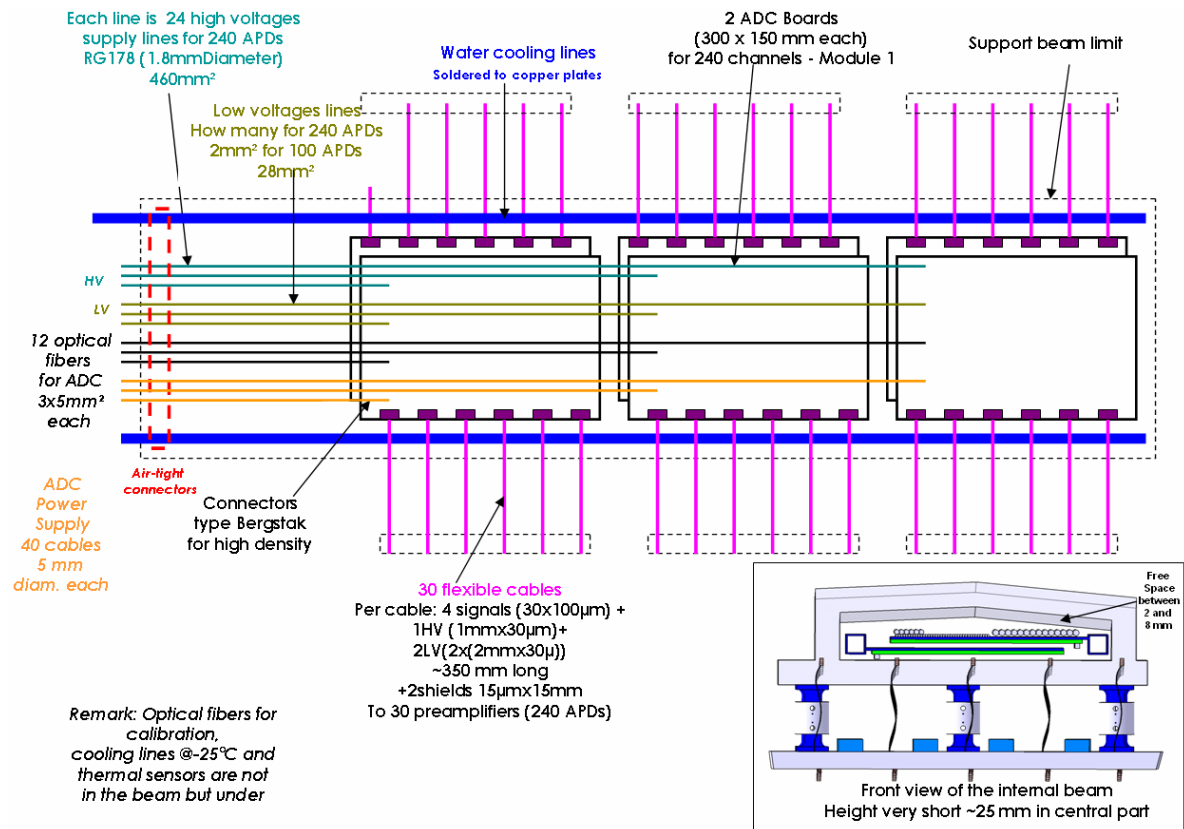 Each line is 24 high voltages
supply lines for 240 APDs
RG178 (1.8mmDiameter)
460mm²
Low voltages lines
How many for 240 APDs
2mm² for 100 APDs
28mm²
Water cooling lines
Soldered to copper plates
2 ADC Boards
(300 x 150 mm each)
for 240 channels - Module 1
Support beam limit
HV
LV
12 optical
fibers
for ADC
3x5mm²
each
ADC
Power
Supply
40 cables
5 mm
diam. each
Air-tight
connectors
Connectors
type Bergstak
for high density
30 flexible cables
Per cable: 4 signals (30x100µm) +
1HV (1mmx30µm)+
2LV(2x(2mmx30µ))
~350 mm long
+2shields 15µmx15mm
To 30 preamplifiers (240 APDs)
Remark: Optical fibers for
calibration,
cooling lines @-25°C and
thermal sensors are not
in the beam but under
Free
Space
between
2 and
8 mm
Front view of the internal beam
Height very short ~25 mm in central part